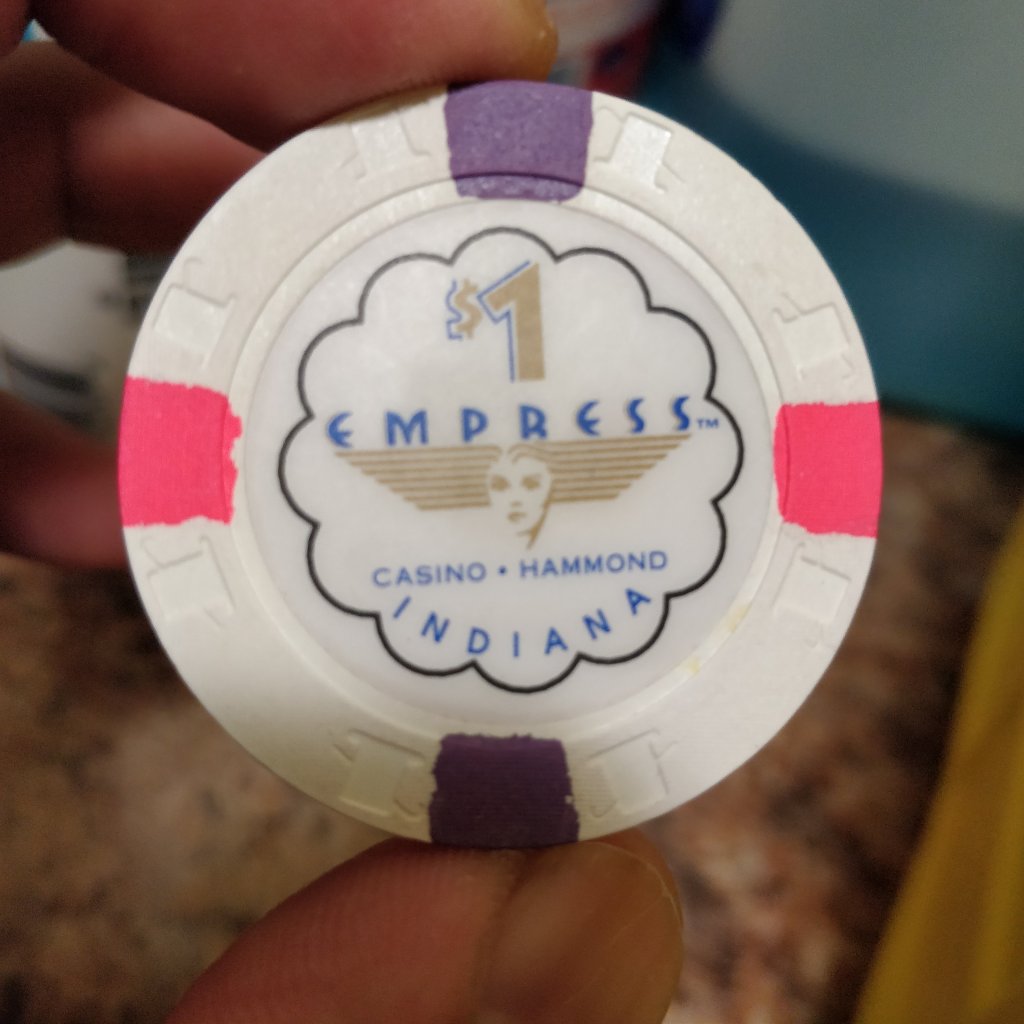 $1
EMPRESS™
CASINO • HAMMOND
INDIANA